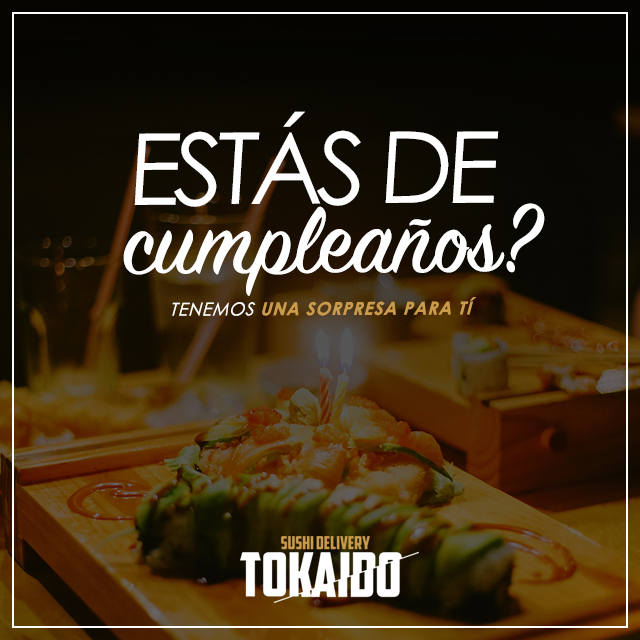 ESTÁS DE
cumpleaños?
TENEMOS UNA SORPRESA PARA TÍ
SUSHI DELIVERY
TOKAIDO